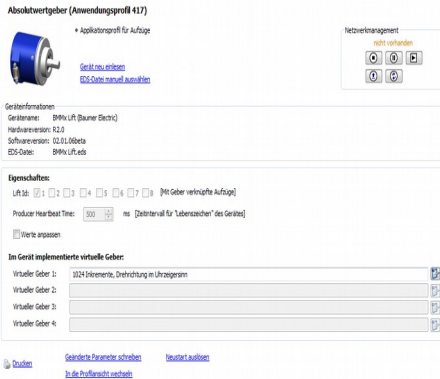 Absolutwertgeber (Anwendungsprofil 417)
• Applikationsprofil für Aufzüge
Netzwerkmanagement
nicht vorhanden
Gerät neu einlesen
EDS-Datei manuell auswählen
Geräteinformationen
Gerätename: BMMx Lift (Baumer Electric)
Hardwareversion: R2.0
Softwareversion: 02.01.06beta
EDS-Datei: BMMx Lift.eds
Eigenschaften:
Lift Id: 1 2 3 4 5 6 7 8 [Mit Geber verknüpfte Aufzüge]
Producer Heartbeat Time: 500 ms [Zeitintervall für "Lebenszeichen" des Gerätes]
Werte anpassen
Im Gerät implementierte virtuelle Geber:
Virtueller Geber 1: 1024 Inkremente, Drehrichtung im Uhrzeigersinn
Virtueller Geber 2:
Virtueller Geber 3:
Virtueller Geber 4:
Drucken
Geänderte Parameter schreiben Neustart auslösen
In die Profilansicht wechseln